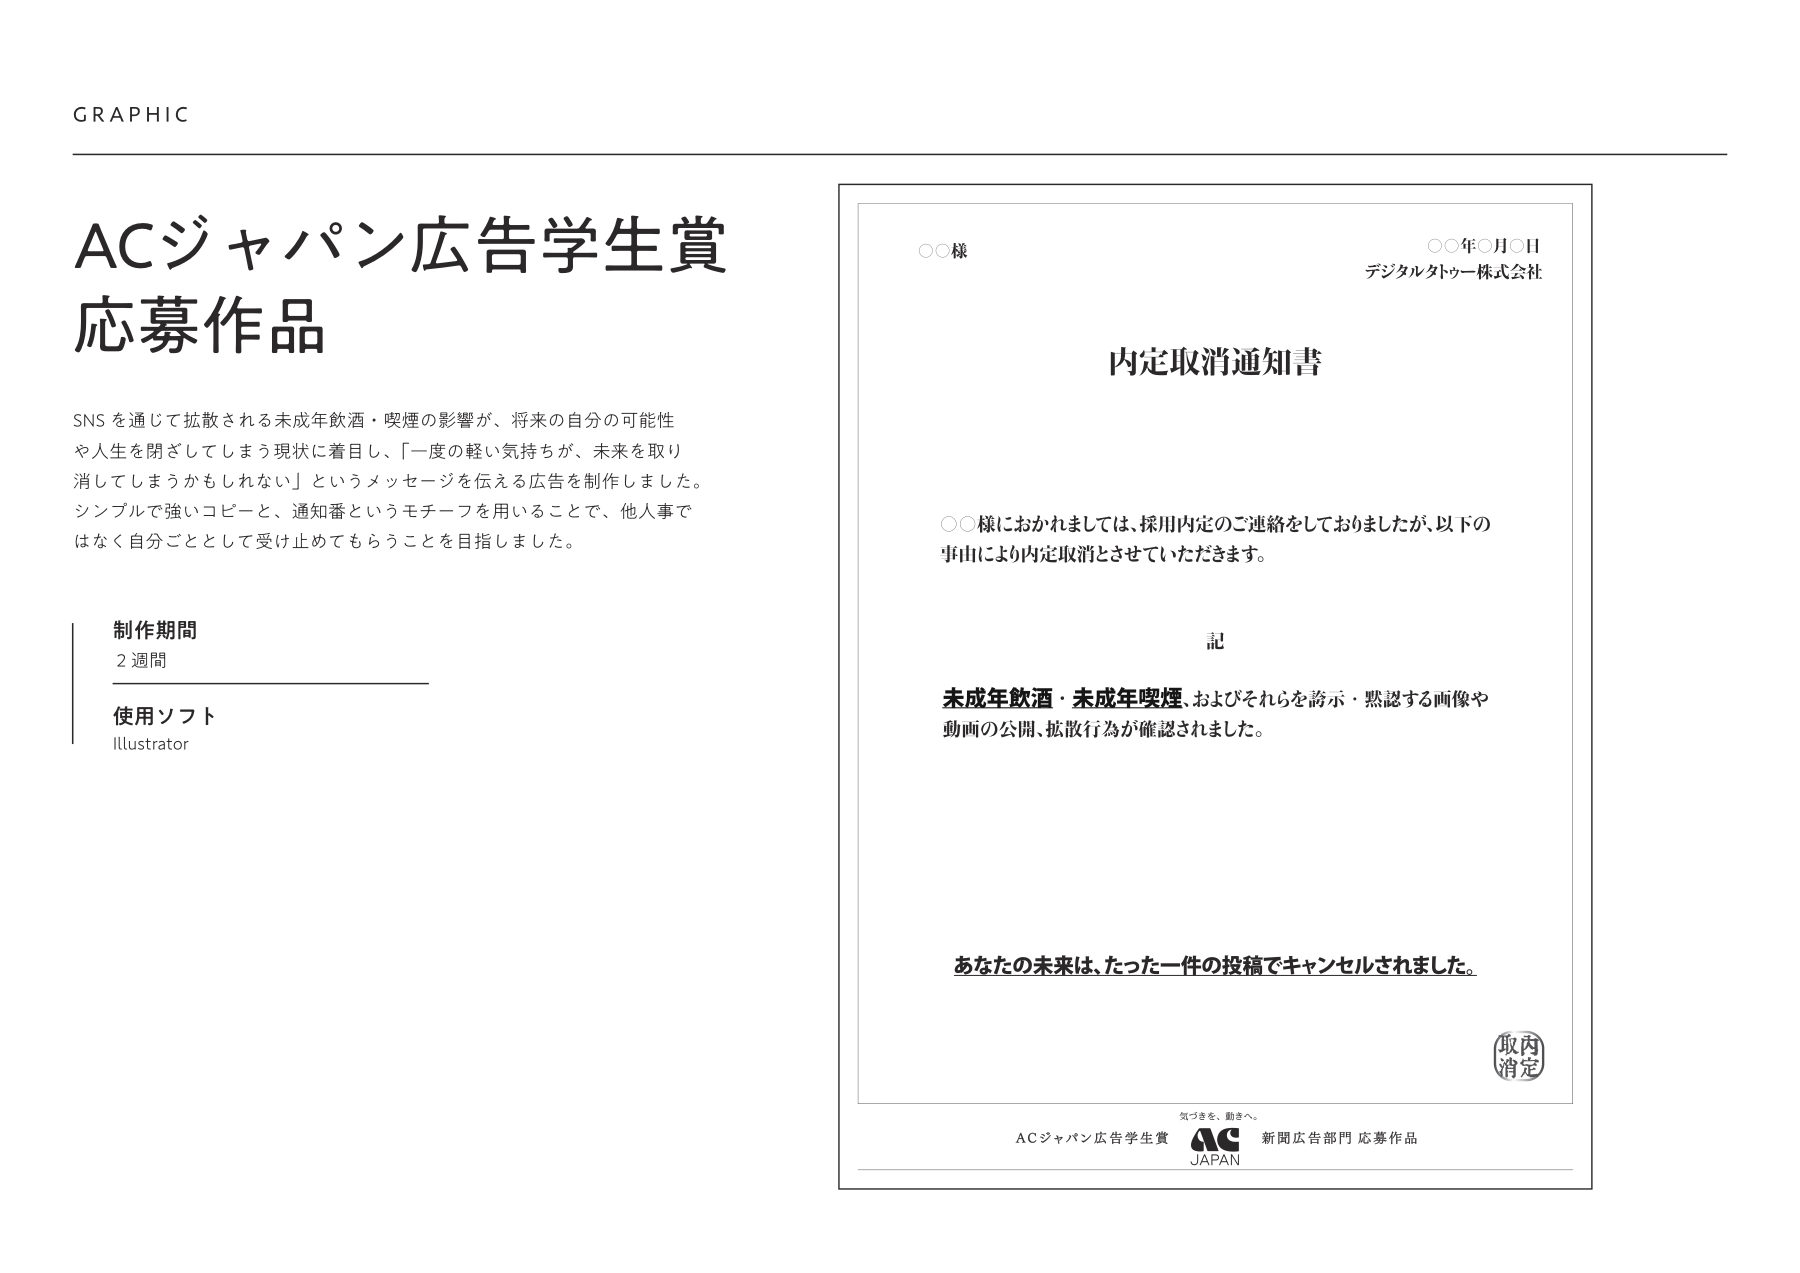 GRAPHIC
ACジャパン広告学生賞
応募作品
SNS を通じて拡散される未成年飲酒・喫煙の影響が、将来の自分の可能性
や人生を閉ざしてしまう現状に着目し、「一度の軽い気持ちが、未来を取り
消してしまうかもしれない」というメッセージを伝える広告を制作しました。
シンプルで強いコピーと、通知番というモチーフを用いることで、他人事で
はなく自分ごととして受け止めてもらうことを目指しました。
制作期間
2 週間
使用ソフト
Illustrator
〇〇様
〇〇年〇月〇日
デジタルタトゥー株式会社
内定取消通知書
〇〇様におかれましては、採用内定のご連絡をしておりましたが、以下の
事由により内定取消とさせていただきます。
記
未成年飲酒・未成年喫煙、およびそれらを誇示・黙認する画像や
動画の公開、拡散行為が確認されました。
あなたの未来は、たった一件の投稿でキャンセルされました。
内定
取消
気づきを、動きへ。
ACジャパン広告学生賞
AC
JAPAN
新聞広告部門 応募作品